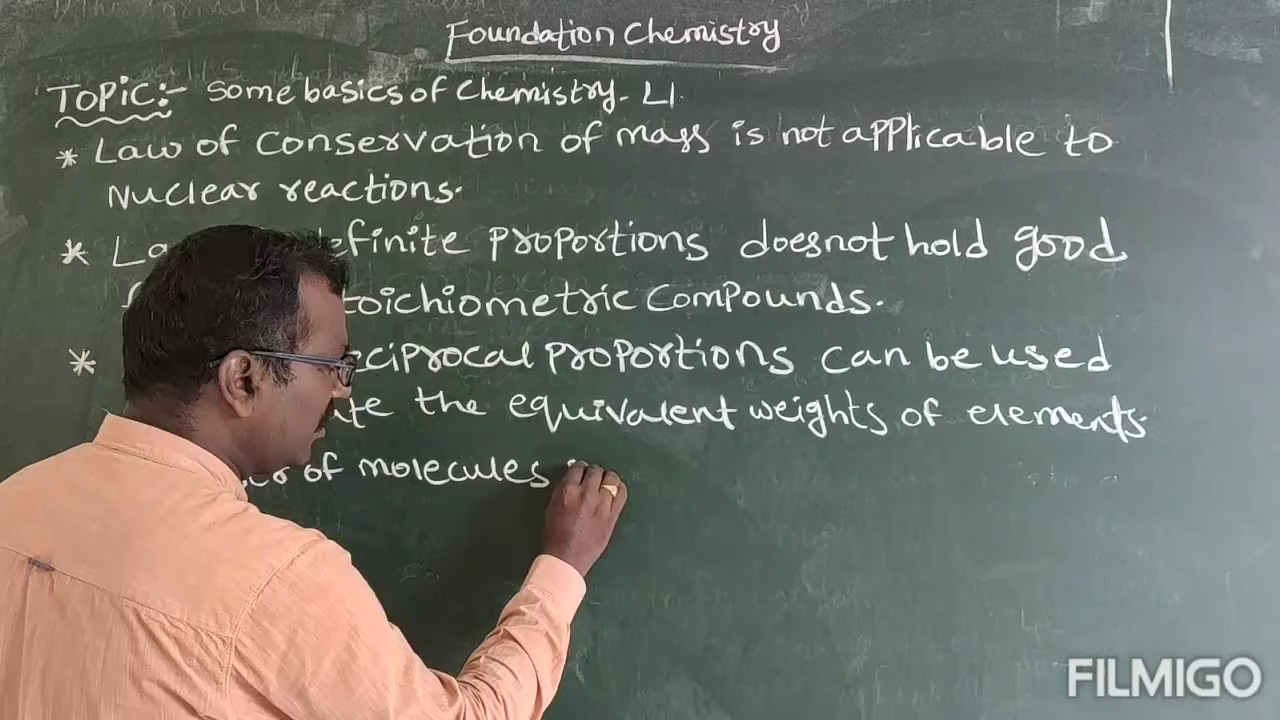 Foundation Chemistry
TOPiC:- Some basics of Chemistry- L1.
* Law of conservation of mass is not applicable to
Nuclear reactions.
* efinite proportions doesnot hold good
toichiometric Compounds.
* ciprocal proportions can be used
ate the equivalent weights of elements.
er of molecules
FILMIGO